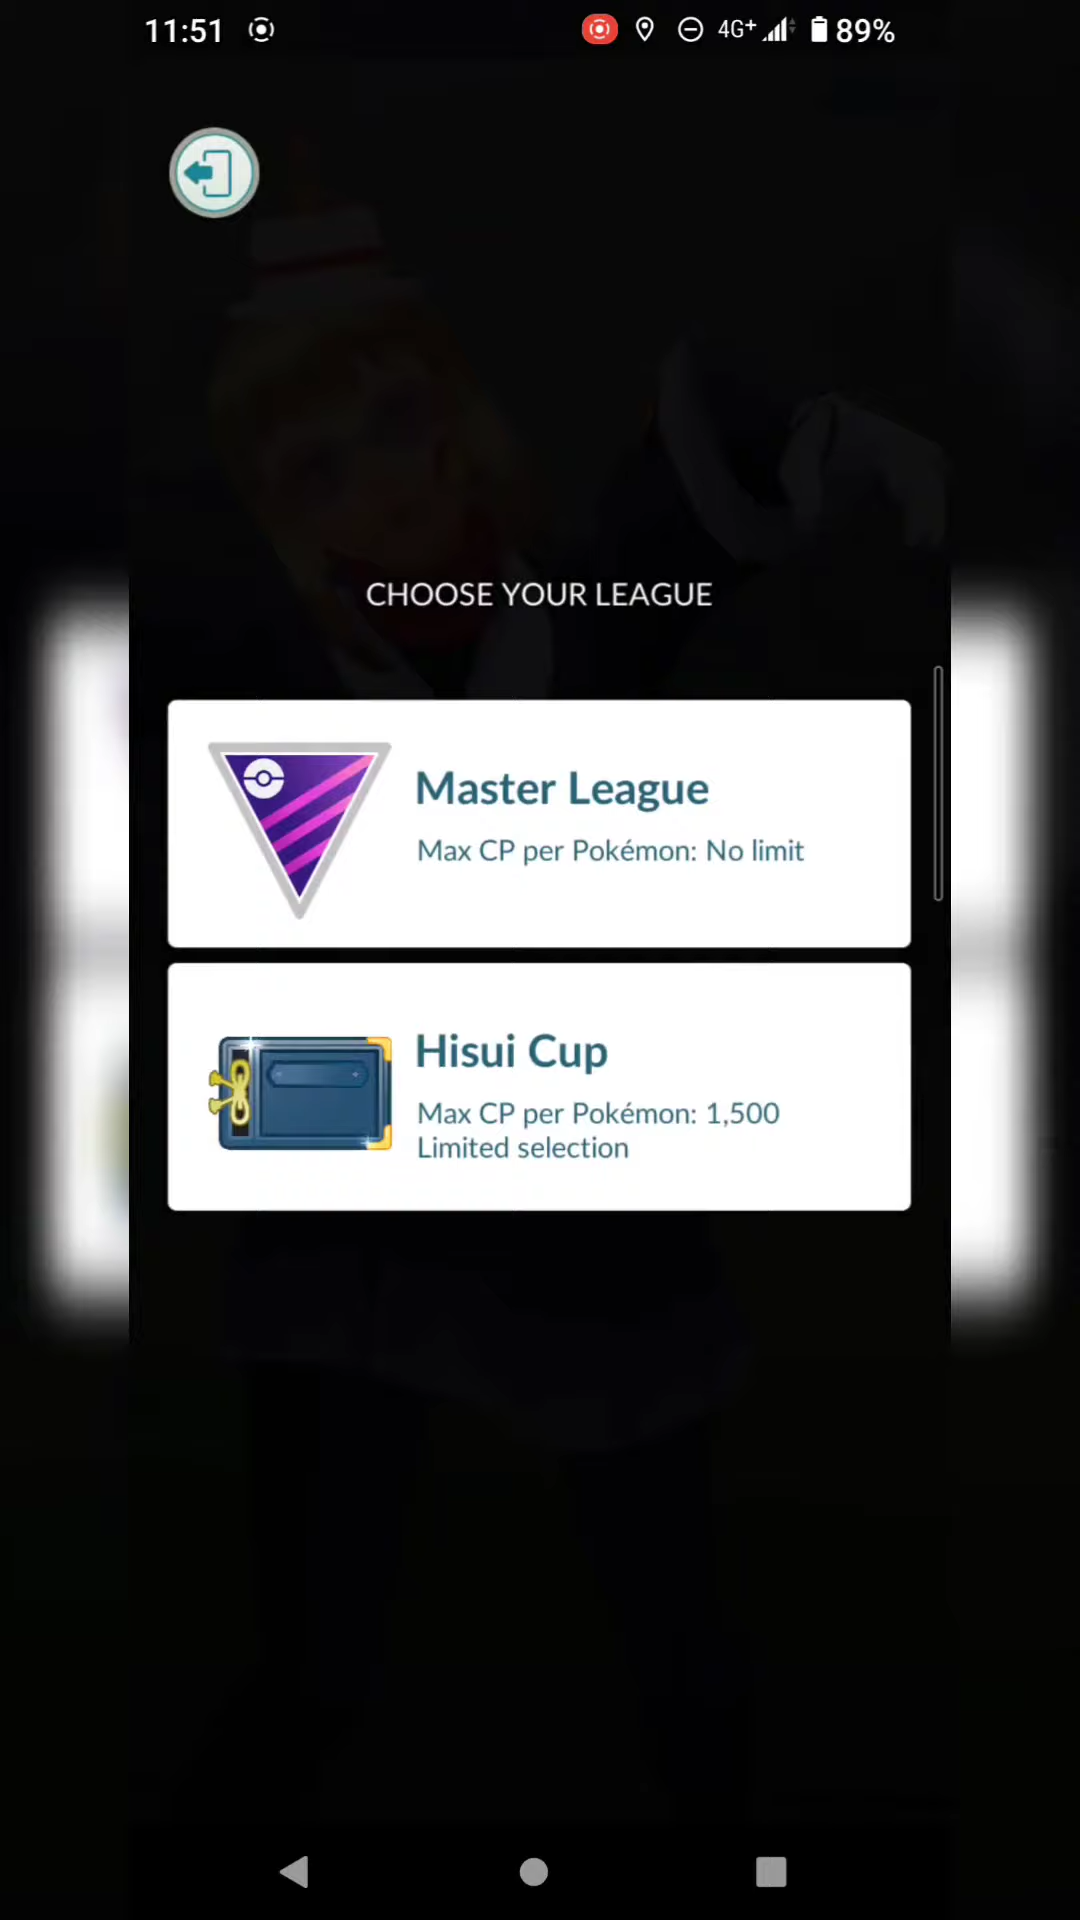 11:51 4G+ 89%
CHOOSE YOUR LEAGUE
Master League
Max CP per Pokémon: No limit
Hisui Cup
Max CP per Pokémon: 1,500
Limited selection